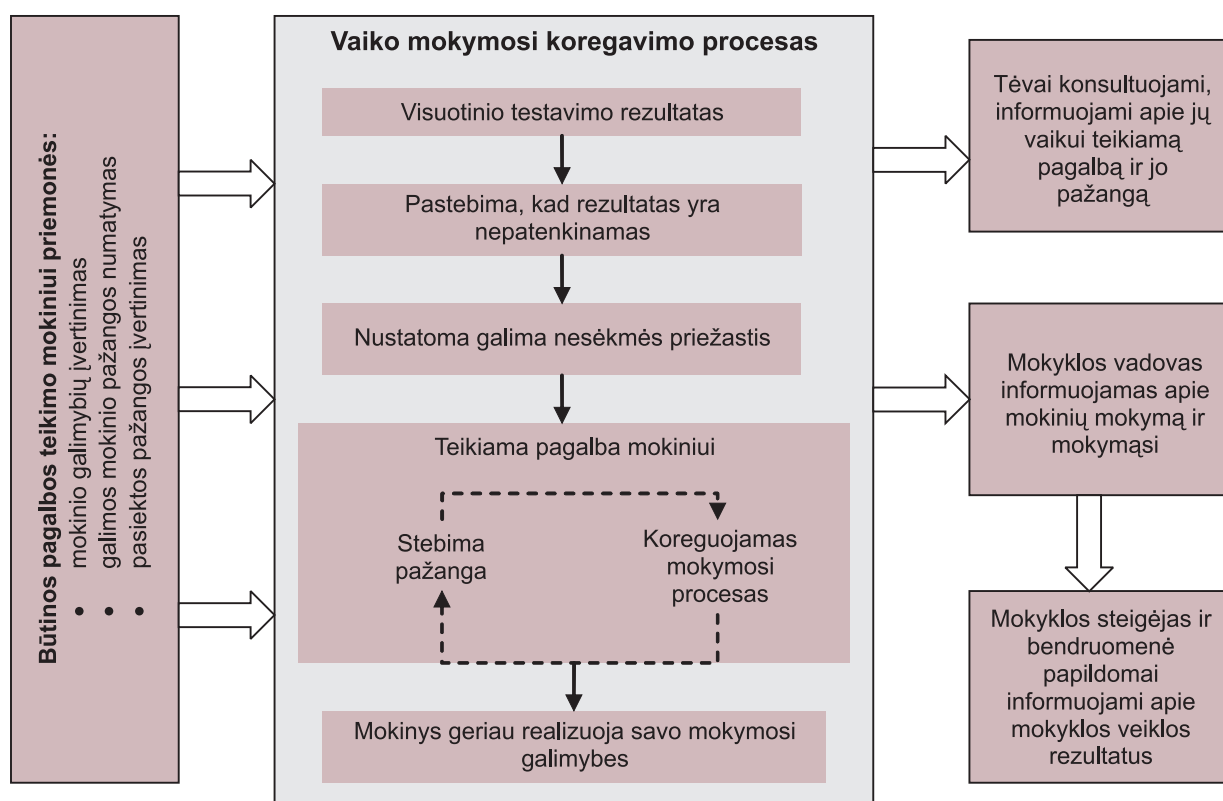 Būtinos pagalbos teikimo mokiniui priemonės:
• mokinio galimybių įvertinimas
• galimos mokinio pažangos numatymas
• pasiektos pažangos įvertinimas
Vaiko mokymosi koregavimo procesas
Visuotinio testavimo rezultatas
Pastebima, kad rezultatas yra
nepatenkinamas
Nustatoma galima nesėkmės priežastis
Teikiama pagalba mokiniui
Stebima
pažanga
Koreguojamas
mokymosi
procesas
Mokinys geriau realizuoja savo mokymosi
galimybes
Tėvai konsultuojami,
informuojami apie jų
vaikui teikiamą
pagalbą ir jo
pažangą
Mokyklos vadovas
informuojamas apie
mokinių mokymą ir
mokymąsi
Mokyklos steigėjas ir
bendruomenė
papildomai
informuojami apie
mokyklos veiklos
rezultatus